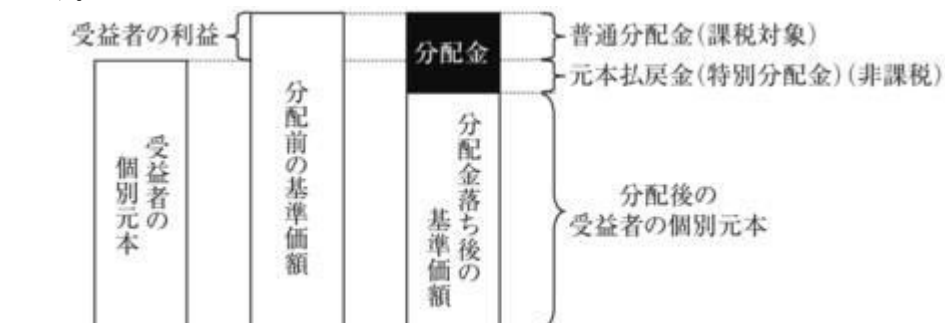 受益者の利益
分配金
普通分配金(課税対象)
元本払戻金(特別分配金)(非課税)
受益者の
個別元本
分配前の基準価額
分配金落ち後の
基準価額
分配後の
受益者の個別元本